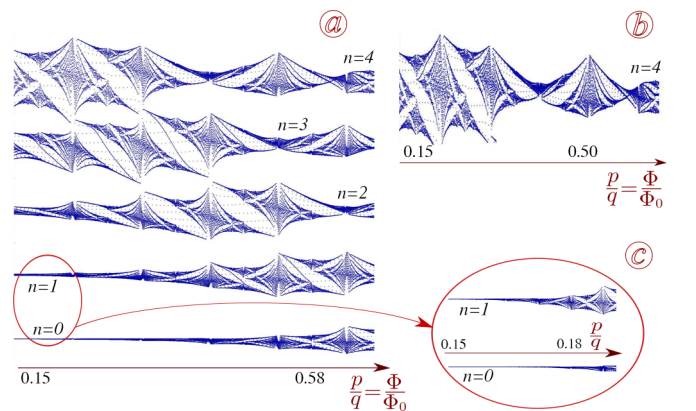 a
n=4
n=3
n=2
n=1
n=0
0.15
0.58
p/q = Φ/Φ₀
b
n=4
0.15
0.50
p/q = Φ/Φ₀
c
n=1
p/q
0.15
0.18
n=0